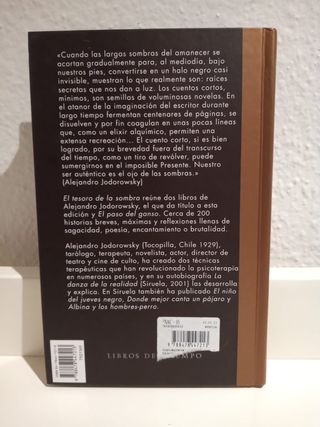 «Cuando las largas sombras del amanecer se
acortan gradualmente para, al mediodía, bajo
nuestros pies, convertirse en un hilo negro casi
invisible, muestran lo que realmente son: raíces
secretas que nos dan a luz. Los cuentos cortos,
mínimos, son semillas de voluminosas novelas. En
el atanor de la imaginación del escritor durante
largo tiempo fermentan centenares de páginas, se
disuelven y por fin coagulan en unas pocas líneas
que, como un elixir alquímico, permiten una
extensa recreación... El cuento corto, si es bien
logrado, por su brevedad fuera del transcurso
del tiempo, como un tiro de revólver, puede
sumergirnos en el imposible Presente. Nuestro
ser auténtico es el ojo de las sombras.»
(Alejandro Jodorowsky)
El tesoro de la sombra reúne dos libros de
Alejandro Jodorowsky, el que da título a esta
edición y El paso del ganso. Cerca de 200
historias breves, máximas y reflexiones llenas de
sagacidad, poesía, encantamiento o brutalidad.
Alejandro Jodorowsky (Tocopilla, Chile 1929),
tarólogo, terapeuta, novelista, actor, director de
teatro y cine de culto, ha creado dos técnicas
terapéuticas que han revolucionado la psicoterapia
en numerosos países, y en su autobiografía La
danza de la realidad (Siruela, 2001) las desarrolla
y explica. En Siruela también ha publicado El niño
del jueves negro, Donde mejor canta un pájaro y
Albina y los hombres-perro.
LIBROS DEL TIEMPO
9 788478 447275